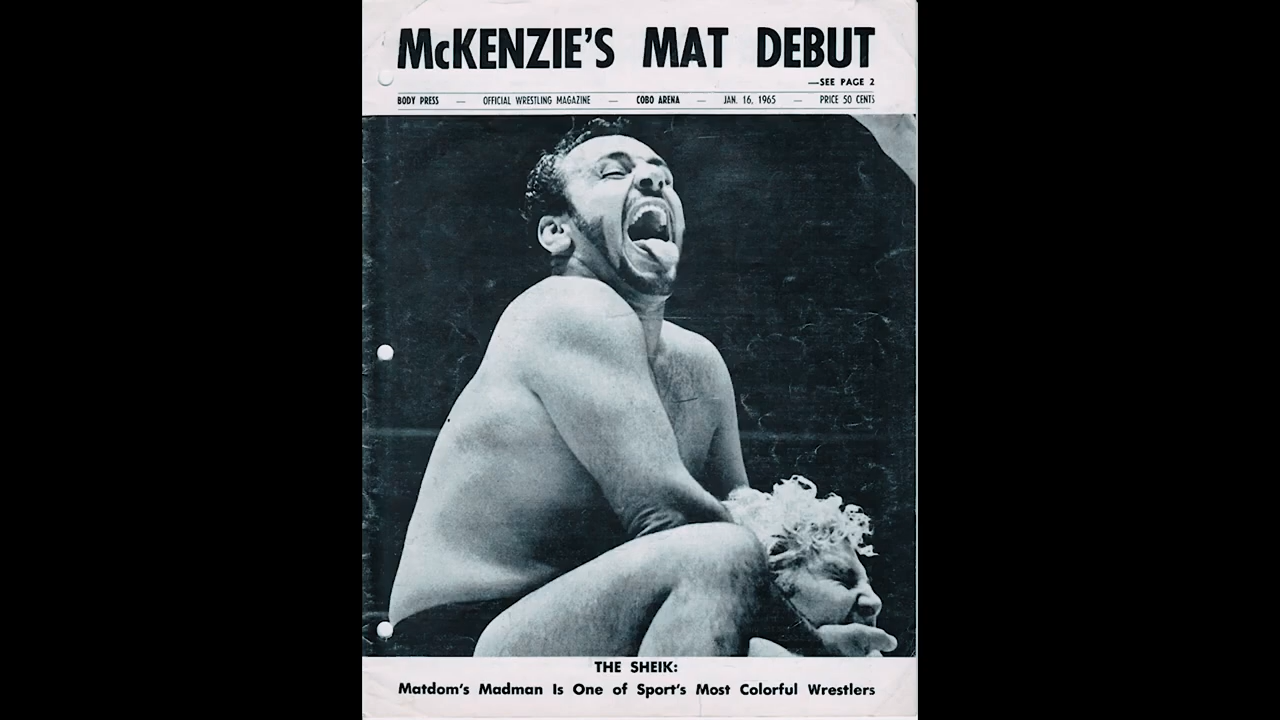 McKENZIE'S MAT DEBUT
—SEE PAGE 2
BODY PRESS — OFFICIAL WRESTLING MAGAZINE — COBO ARENA — JAN. 16, 1965 — PRICE 50 CENTS
THE SHEIK:
Matdom's Madman Is One of Sport's Most Colorful Wrestlers